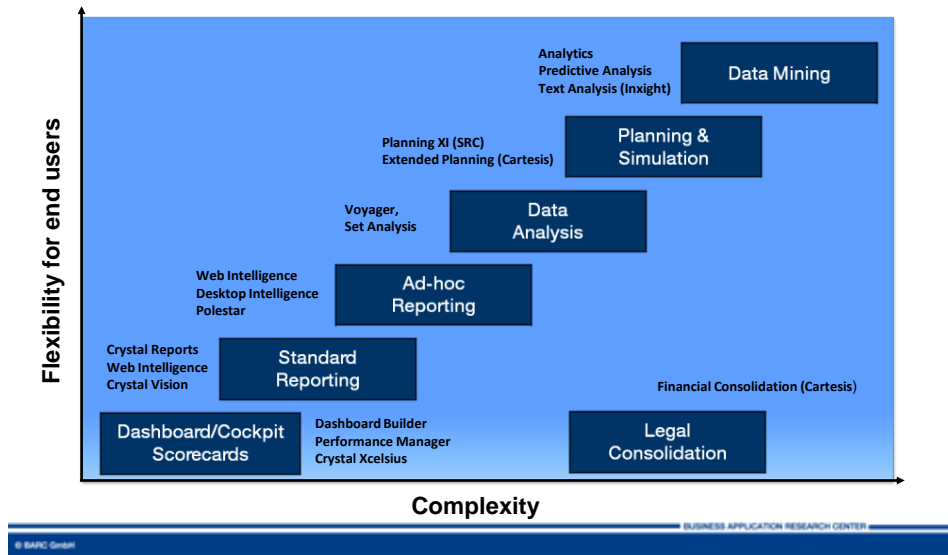 Flexibility for end users
Analytics
Predictive Analysis
Text Analysis (Inxight)
Data Mining
Planning XI (SRC)
Extended Planning (Cartesis)
Planning &
Simulation
Voyager,
Set Analysis
Data
Analysis
Web Intelligence
Desktop Intelligence
Polestar
Ad-hoc
Reporting
Crystal Reports
Web Intelligence
Crystal Vision
Standard
Reporting
Financial Consolidation (Cartesis)
Dashboard/Cockpit
Scorecards
Dashboard Builder
Performance Manager
Crystal Xcelsius
Legal
Consolidation
Complexity
BUSINESS APPLICATION RESEARCH CENTER
© BARC GmbH